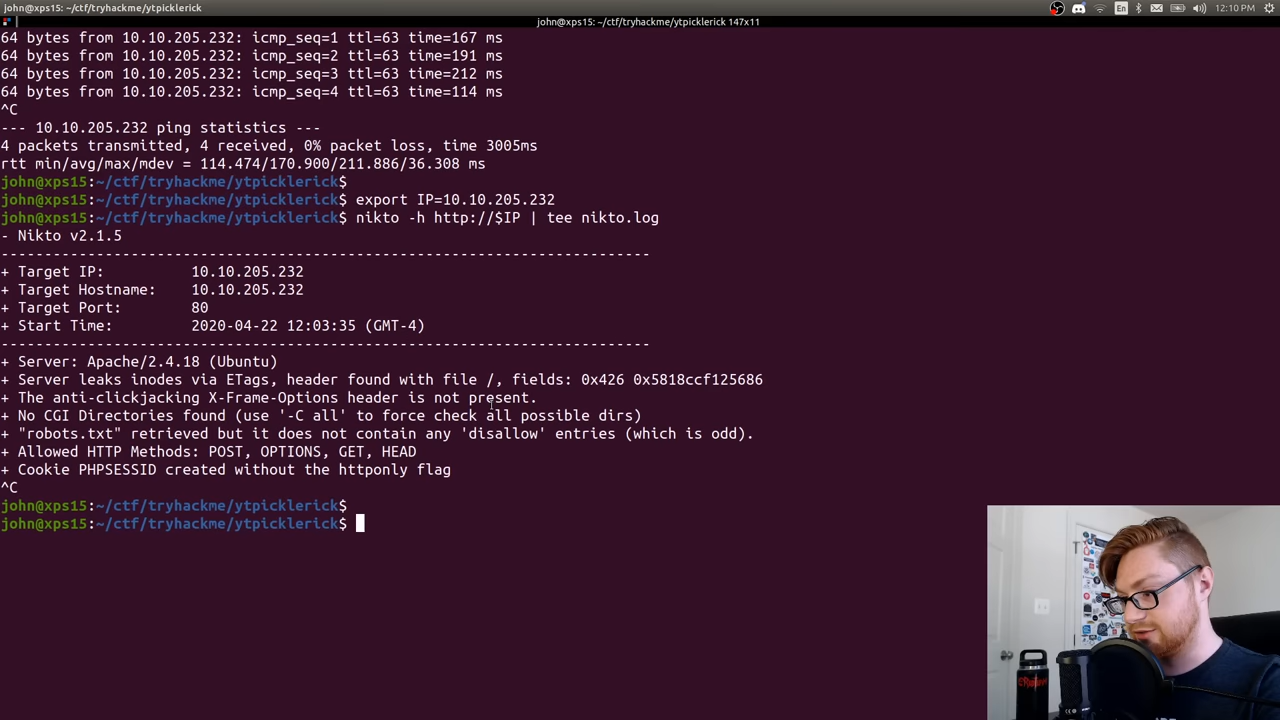 john@xps15: ~/ctf/tryhackme/ytpicklerick
En
12:10 PM
john@xps15: ~/ctf/tryhackme/ytpicklerick 147x11
64 bytes from 10.10.205.232: icmp_seq=1 ttl=63 time=167 ms
64 bytes from 10.10.205.232: icmp_seq=2 ttl=63 time=191 ms
64 bytes from 10.10.205.232: icmp_seq=3 ttl=63 time=212 ms
64 bytes from 10.10.205.232: icmp_seq=4 ttl=63 time=114 ms
^C
--- 10.10.205.232 ping statistics ---
4 packets transmitted, 4 received, 0% packet loss, time 3005ms
rtt min/avg/max/mdev = 114.474/170.900/211.886/36.308 ms
john@xps15:~/ctf/tryhackme/ytpicklerick$
john@xps15:~/ctf/tryhackme/ytpicklerick$ export IP=10.10.205.232
john@xps15:~/ctf/tryhackme/ytpicklerick$ nikto -h http://$IP | tee nikto.log
- Nikto v2.1.5
---------------------------------------------------------------------------
+ Target IP:          10.10.205.232
+ Target Hostname:    10.10.205.232
+ Target Port:        80
+ Start Time:         2020-04-22 12:03:35 (GMT-4)
---------------------------------------------------------------------------
+ Server: Apache/2.4.18 (Ubuntu)
+ Server leaks inodes via ETags, header found with file /, fields: 0x426 0x5818ccf125686
+ The anti-clickjacking X-Frame-Options header is not present.
+ No CGI Directories found (use '-C all' to force check all possible dirs)
+ "robots.txt" retrieved but it does not contain any 'disallow' entries (which is odd).
+ Allowed HTTP Methods: POST, OPTIONS, GET, HEAD
+ Cookie PHPSESSID created without the httponly flag
^C
john@xps15:~/ctf/tryhackme/ytpicklerick$
john@xps15:~/ctf/tryhackme/ytpicklerick$